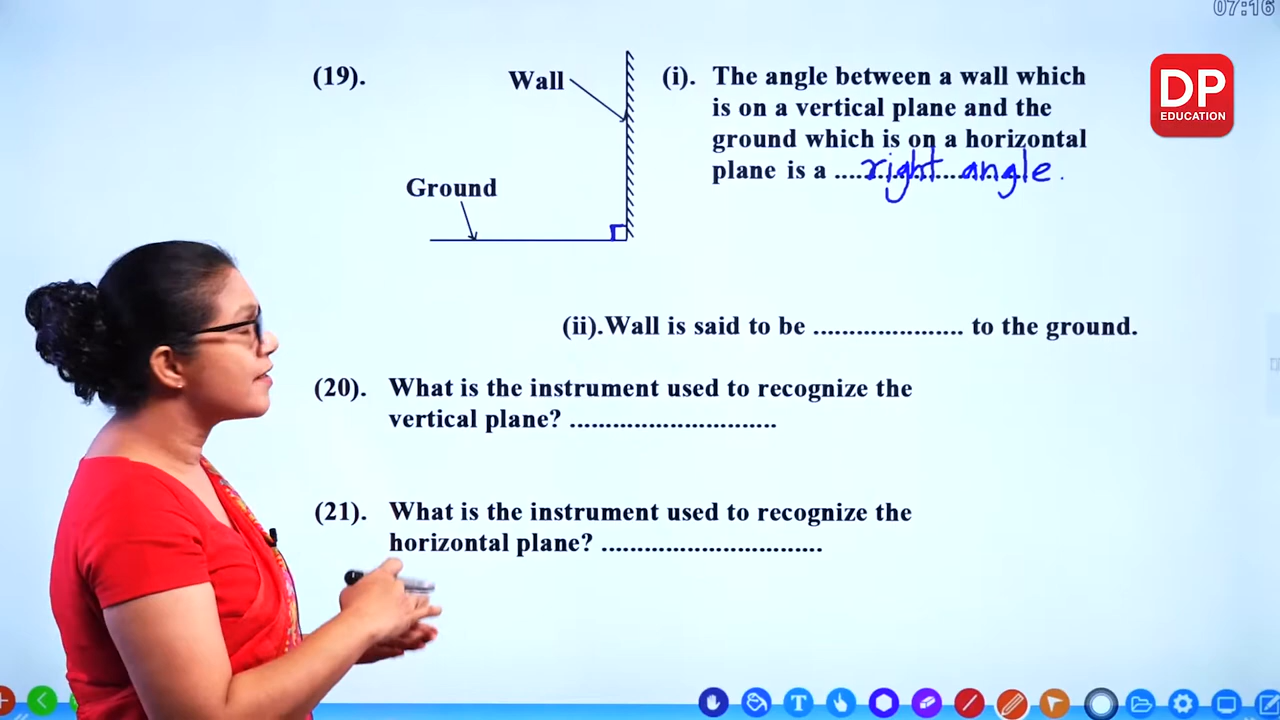 07:16
(19).
Wall
Ground
(i). The angle between a wall which
is on a vertical plane and the
ground which is on a horizontal
plane is a ..... right angle.
DP
EDUCATION
(ii).Wall is said to be ..................... to the ground.
(20). What is the instrument used to recognize the
vertical plane? .............................
(21). What is the instrument used to recognize the
horizontal plane? ...............................
T